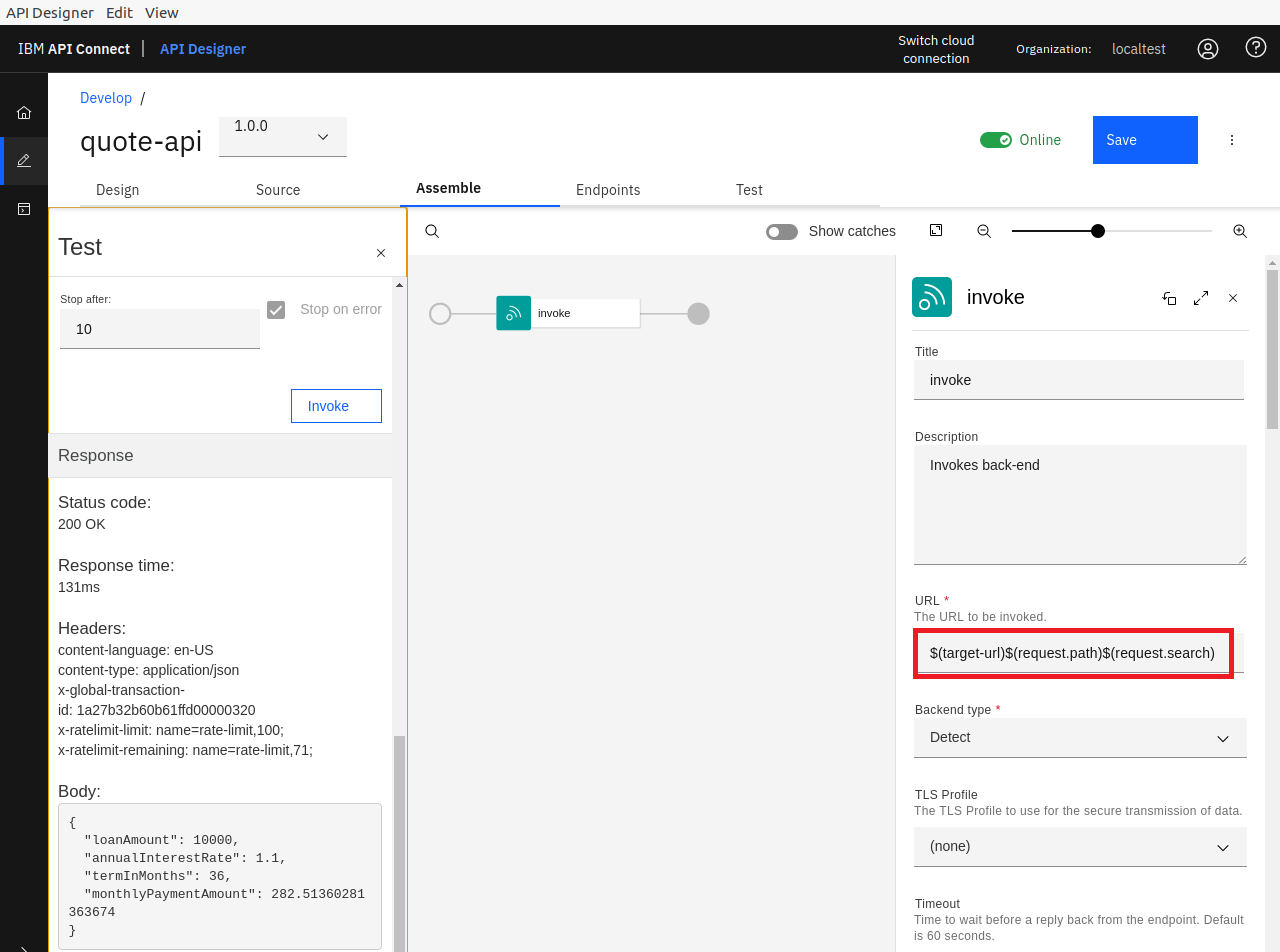 API Designer Edit View
IBM API Connect | API Designer
Switch cloud
connection
Organization: localtest
Develop /
quote-api
1.0.0
Online
Save
Design Source Assemble Endpoints Test
Test
Stop after:
10
Stop on error
Invoke
Response
Status code:
200 OK
Response time:
131ms
Headers:
content-language: en-US
content-type: application/json
x-global-transaction-
id: 1a27b32b60b61ffd00000320
x-ratelimit-limit: name=rate-limit,100;
x-ratelimit-remaining: name=rate-limit,71;
Body:
{
"loanAmount": 10000,
"annualInterestRate": 1.1,
"termInMonths": 36,
"monthlyPaymentAmount": 282.51360281
363674
}
Show catches
invoke
invoke
Title
invoke
Description
Invokes back-end
URL *
The URL to be invoked.
$(target-url)$(request.path)$(request.search)
Backend type *
Detect
TLS Profile
The TLS Profile to use for the secure transmission of data.
(none)
Timeout
Time to wait before a reply back from the endpoint. Default
is 60 seconds.